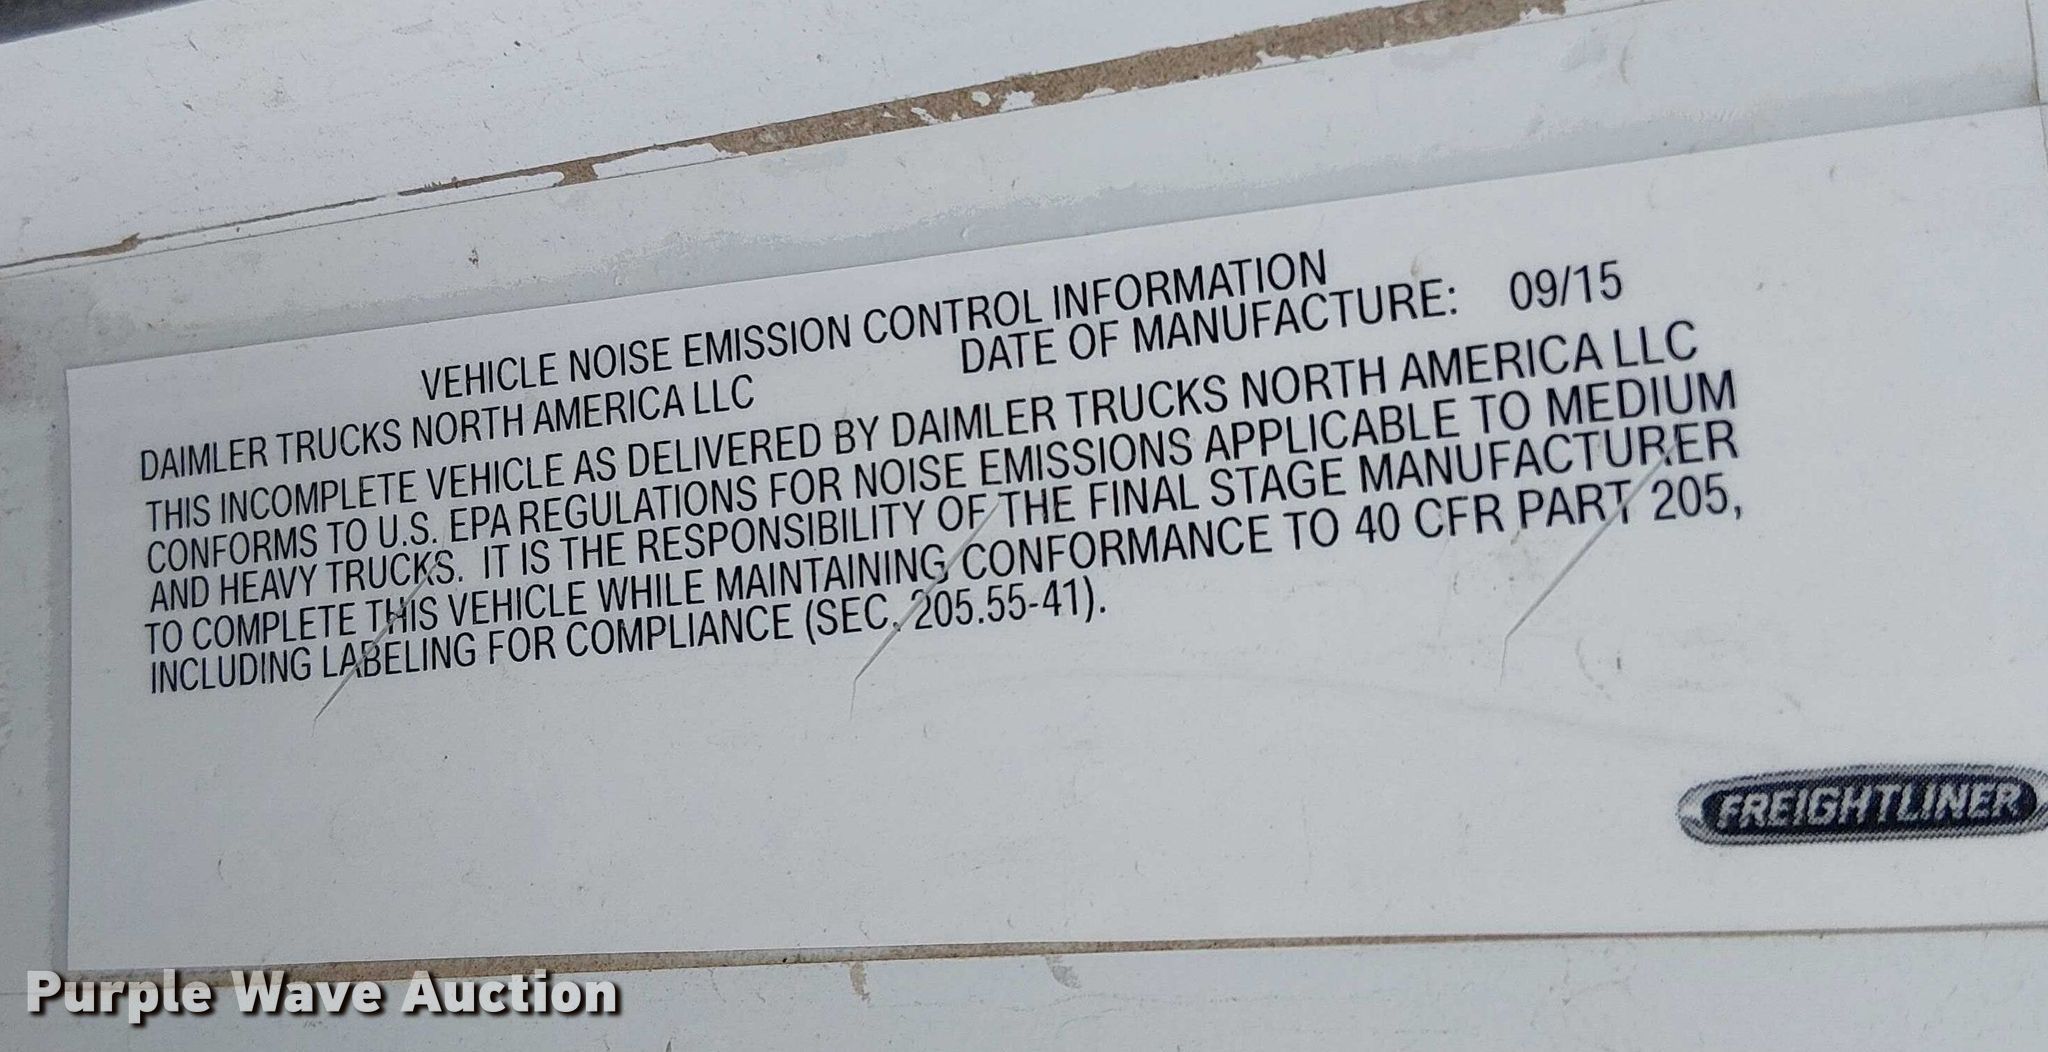 VEHICLE NOISE EMISSION CONTROL INFORMATION
DAIMLER TRUCKS NORTH AMERICA LLC DATE OF MANUFACTURE: 09/15
THIS INCOMPLETE VEHICLE AS DELIVERED BY DAIMLER TRUCKS NORTH AMERICA LLC
CONFORMS TO U.S. EPA REGULATIONS FOR NOISE EMISSIONS APPLICABLE TO MEDIUM
AND HEAVY TRUCKS. IT IS THE RESPONSIBILITY OF THE FINAL STAGE MANUFACTURER
TO COMPLETE THIS VEHICLE WHILE MAINTAINING CONFORMANCE TO 40 CFR PART 205,
INCLUDING LABELING FOR COMPLIANCE (SEC. 205.55-41).
FREIGHTLINER
Purple Wave Auction